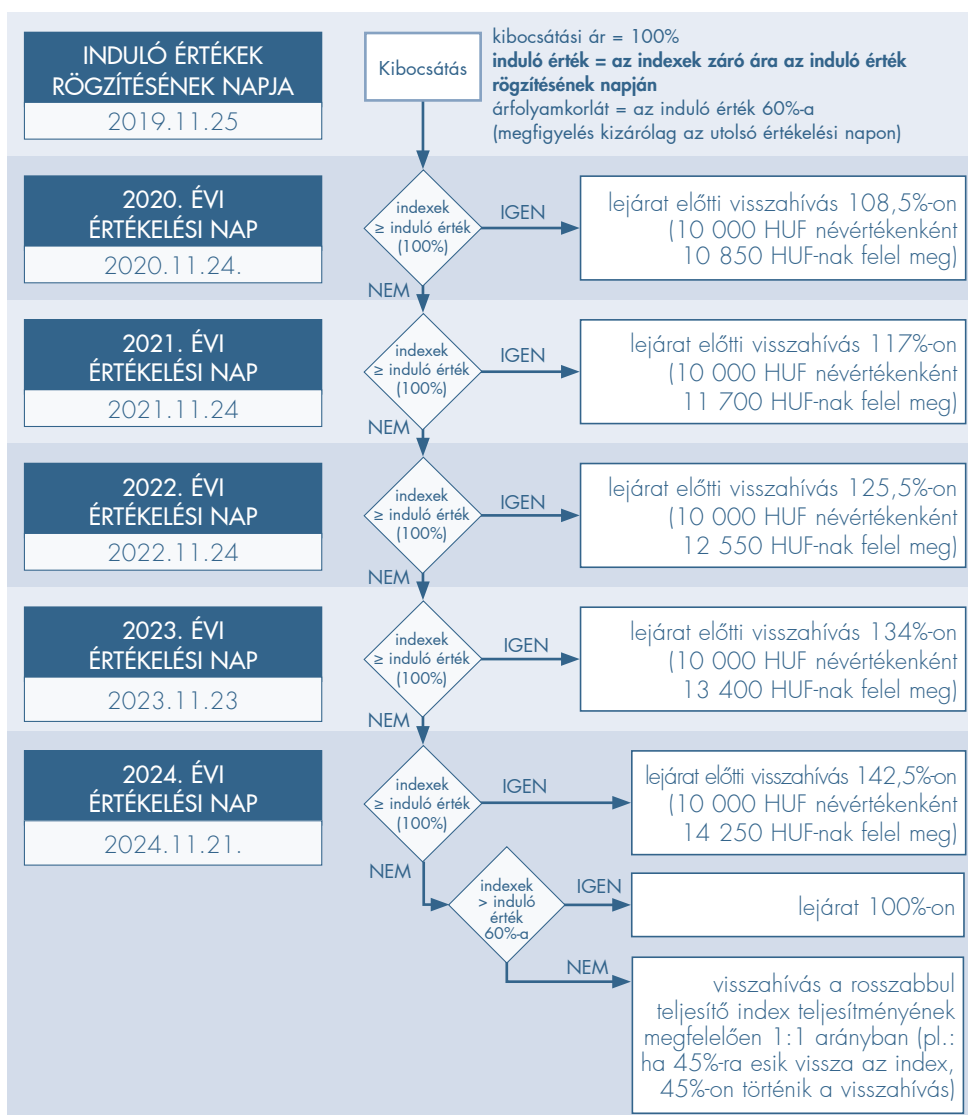 INDULÓ ÉRTÉKEK
RÖGZÍTÉSÉNEK NAPJA
2019.11.25
Kibocsátás
kibocsátási ár = 100%
induló érték = az indexek záró ára az induló érték
rögzítésének napján
árfolyamkorlát = az induló érték 60%-a
(megfigyelés kizárólag az utolsó értékelési napon)
2020. ÉVI
ÉRTÉKELÉSI NAP
2020.11.24.
indexek
≥ induló érték
(100%)
IGEN
lejárat előtti visszahívás 108,5%-on
(10 000 HUF névértékenként
10 850 HUF-nak felel meg)
NEM
2021. ÉVI
ÉRTÉKELÉSI NAP
2021.11.24
indexek
≥ induló érték
(100%)
IGEN
lejárat előtti visszahívás 117%-on
(10 000 HUF névértékenként
11 700 HUF-nak felel meg)
NEM
2022. ÉVI
ÉRTÉKELÉSI NAP
2022.11.24
indexek
≥ induló érték
(100%)
IGEN
lejárat előtti visszahívás 125,5%-on
(10 000 HUF névértékenként
12 550 HUF-nak felel meg)
NEM
2023. ÉVI
ÉRTÉKELÉSI NAP
2023.11.23
indexek
≥ induló érték
(100%)
IGEN
lejárat előtti visszahívás 134%-on
(10 000 HUF névértékenként
13 400 HUF-nak felel meg)
NEM
2024. ÉVI
ÉRTÉKELÉSI NAP
2024.11.21.
indexek
≥ induló érték
(100%)
IGEN
lejárat előtti visszahívás 142,5%-on
(10 000 HUF névértékenként
14 250 HUF-nak felel meg)
NEM
indexek
> induló
érték
60%-a
IGEN
lejárat 100%-on
NEM
visszahívás a rosszabbul
teljesítő index teljesítményének
megfelelően 1:1 arányban (pl.:
ha 45%-ra esik vissza az index,
45%-on történik a visszahívás)